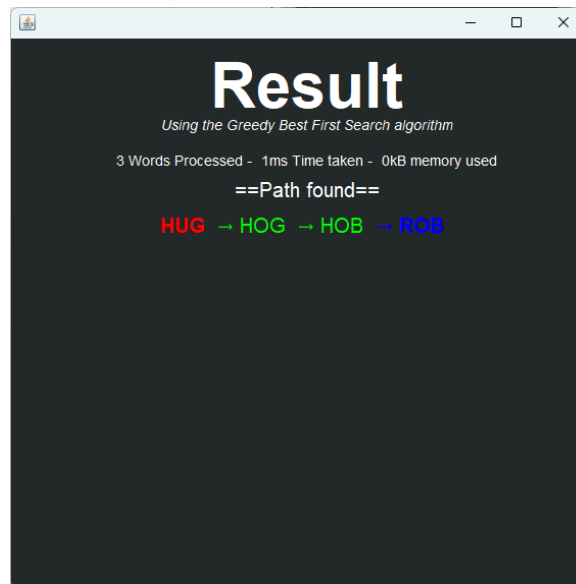 Result
Using the Greedy Best First Search algorithm
3 Words Processed - 1ms Time taken - 0kB memory used
==Path found==
HUG → HOG → HOB → ROB